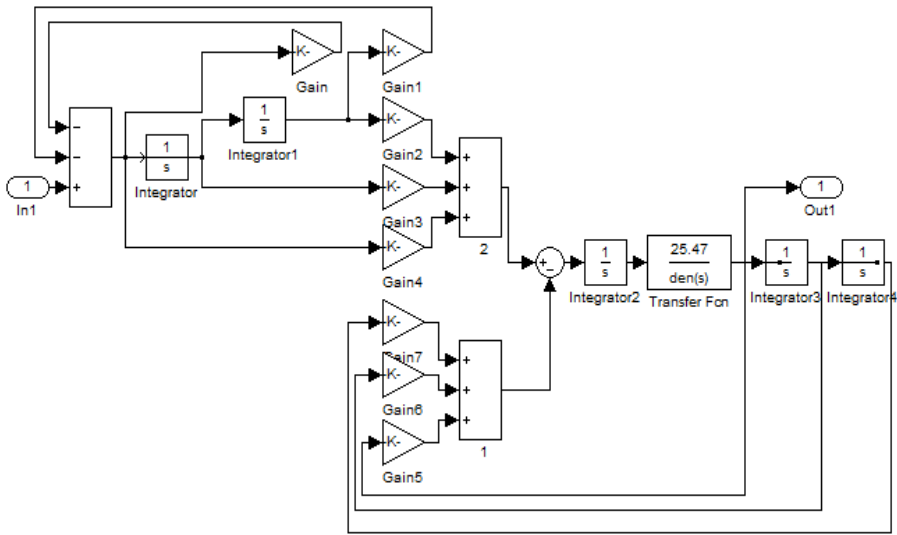 K-
K-
Gain
Gain1
−
−
+
1
In1
1
s
Integrator
1
s
Integrator1
K-
Gain2
K-
Gain3
K-
Gain4
+
+
+
2
+
−
1
s
Integrator2
25.47
den(s)
Transfer Fcn
1
Out1
1
s
Integrator3
1
s
Integrator4
K-
Gain7
K-
Gain6
K-
Gain5
+
+
+
1